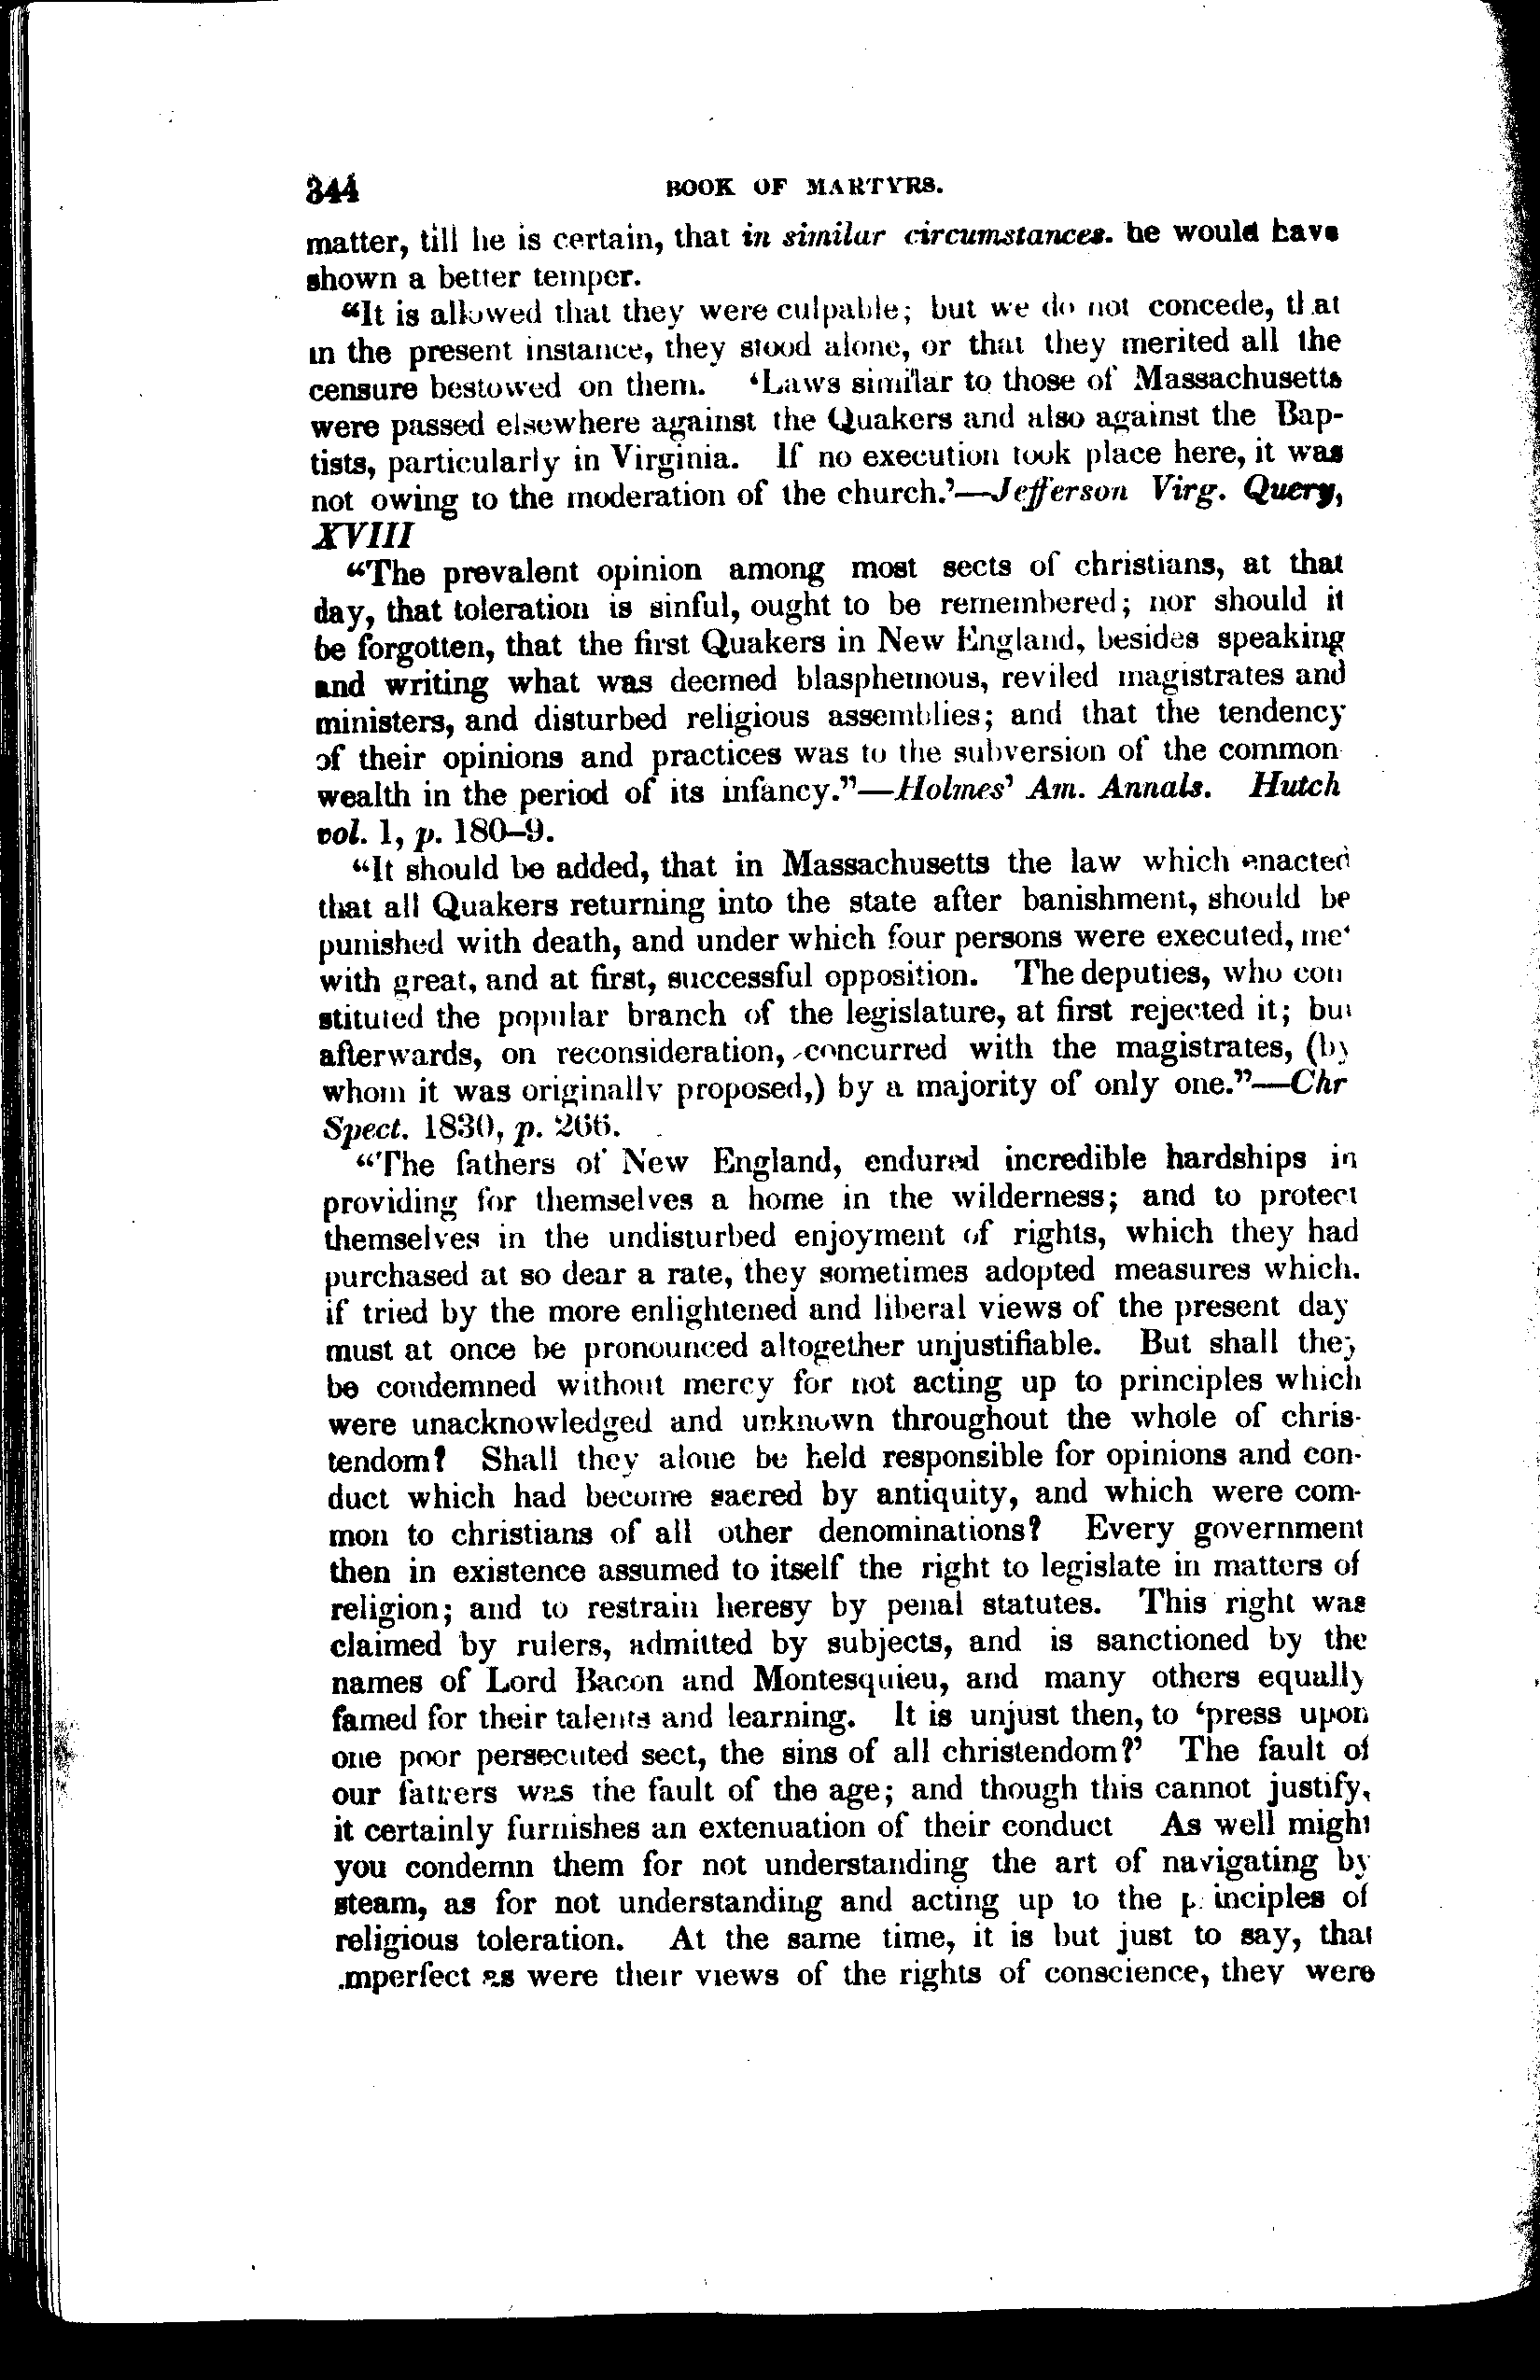 344 BOOK OF MARTYRS.
matter, till he is certain, that in similar circumstances. he would have
shown a better temper.
“It is allowed that they were culpable; but we do not concede, that
in the present instance, they stood alone, or that they merited all the
censure bestowed on them. ‘Laws similar to those of Massachusetts
were passed elsewhere against the Quakers and also against the Bap-
tists, particularly in Virginia. If no execution took place here, it was
not owing to the moderation of the church.’—Jefferson Virg. Query,
XVIII
“The prevalent opinion among most sects of christians, at that
day, that toleration is sinful, ought to be remembered; nor should it
be forgotten, that the first Quakers in New England, besides speaking
and writing what was deemed blasphemous, reviled magistrates and
ministers, and disturbed religious assemblies; and that the tendency
of their opinions and practices was to the subversion of the common
wealth in the period of its infancy.”—Holmes’ Am. Annals. Hutch
vol. 1, p. 180–9.
“It should be added, that in Massachusetts the law which enacted
that all Quakers returning into the state after banishment, should be
punished with death, and under which four persons were executed, met
with great, and at first, successful opposition. The deputies, who con
stituted the popular branch of the legislature, at first rejected it; but
afterwards, on reconsideration, concurred with the magistrates, (by
whom it was originally proposed,) by a majority of only one.”—Chr
Spect. 1830, p. 266.
“The fathers of New England, endured incredible hardships in
providing for themselves a home in the wilderness; and to protect
themselves in the undisturbed enjoyment of rights, which they had
purchased at so dear a rate, they sometimes adopted measures which.
if tried by the more enlightened and liberal views of the present day
must at once be pronounced altogether unjustifiable. But shall they
be condemned without mercy for not acting up to principles which
were unacknowledged and unknown throughout the whole of chris-
tendom? Shall they alone be held responsible for opinions and con-
duct which had become sacred by antiquity, and which were com-
mon to christians of all other denominations? Every government
then in existence assumed to itself the right to legislate in matters of
religion; and to restrain heresy by penal statutes. This right was
claimed by rulers, admitted by subjects, and is sanctioned by the
names of Lord Bacon and Montesquieu, and many others equally
famed for their talents and learning. It is unjust then, to ‘press upon
one poor persecuted sect, the sins of all christendom?’ The fault of
our fathers was the fault of the age; and though this cannot justify,
it certainly furnishes an extenuation of their conduct As well might
you condemn them for not understanding the art of navigating by
steam, as for not understanding and acting up to the principles of
religious toleration. At the same time, it is but just to say, that
imperfect as were their views of the rights of conscience, they were